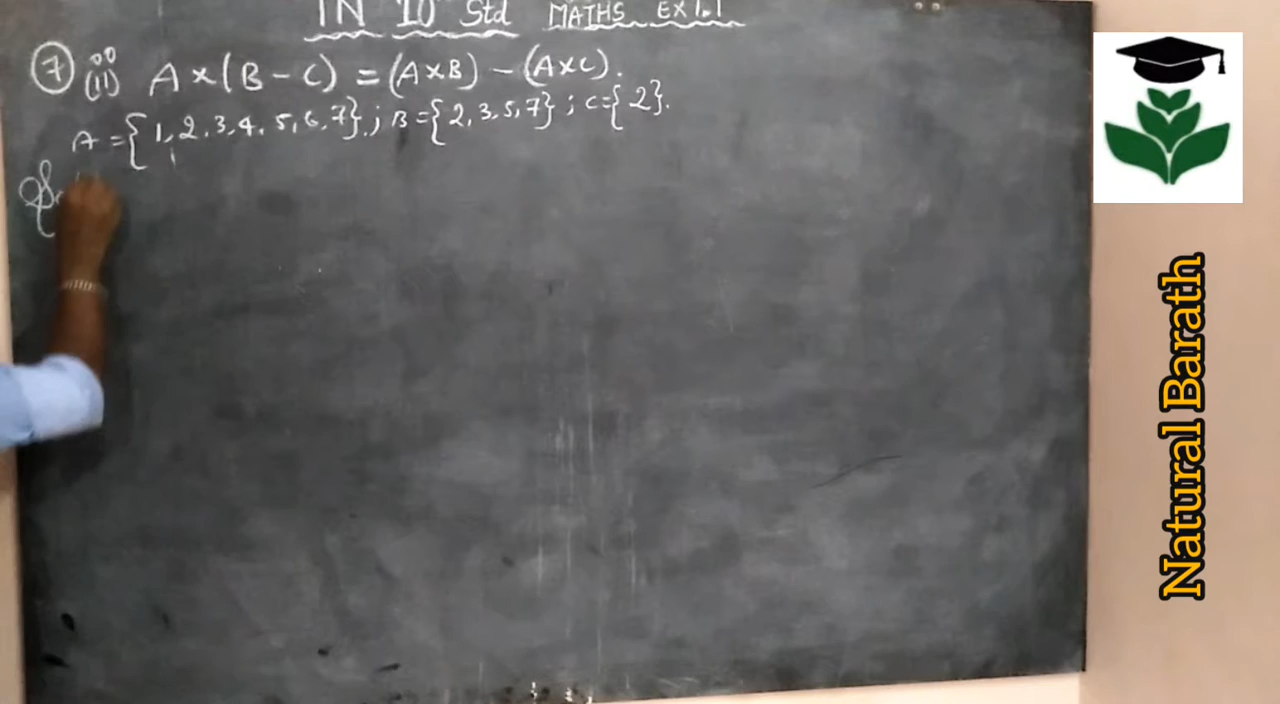 IN 10 Std MATHS EX 1.1
7 (ii) A × (B - C) = (A×B) - (A×C).
A = {1, 2, 3, 4, 5, 6, 7}; B = {2, 3, 5, 7}; C = {2}.
Natural Barath